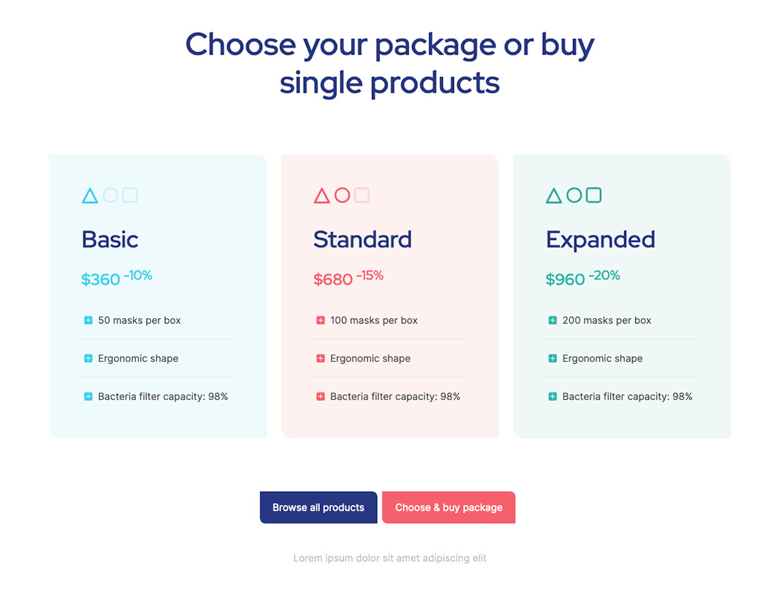 Choose your package or buy
single products
Basic
$360 -10%
50 masks per box
Ergonomic shape
Bacteria filter capacity: 98%
Standard
$680 -15%
100 masks per box
Ergonomic shape
Bacteria filter capacity: 98%
Expanded
$960 -20%
200 masks per box
Ergonomic shape
Bacteria filter capacity: 98%
Browse all products
Choose & buy package
Lorem ipsum dolor sit amet adipiscing elit